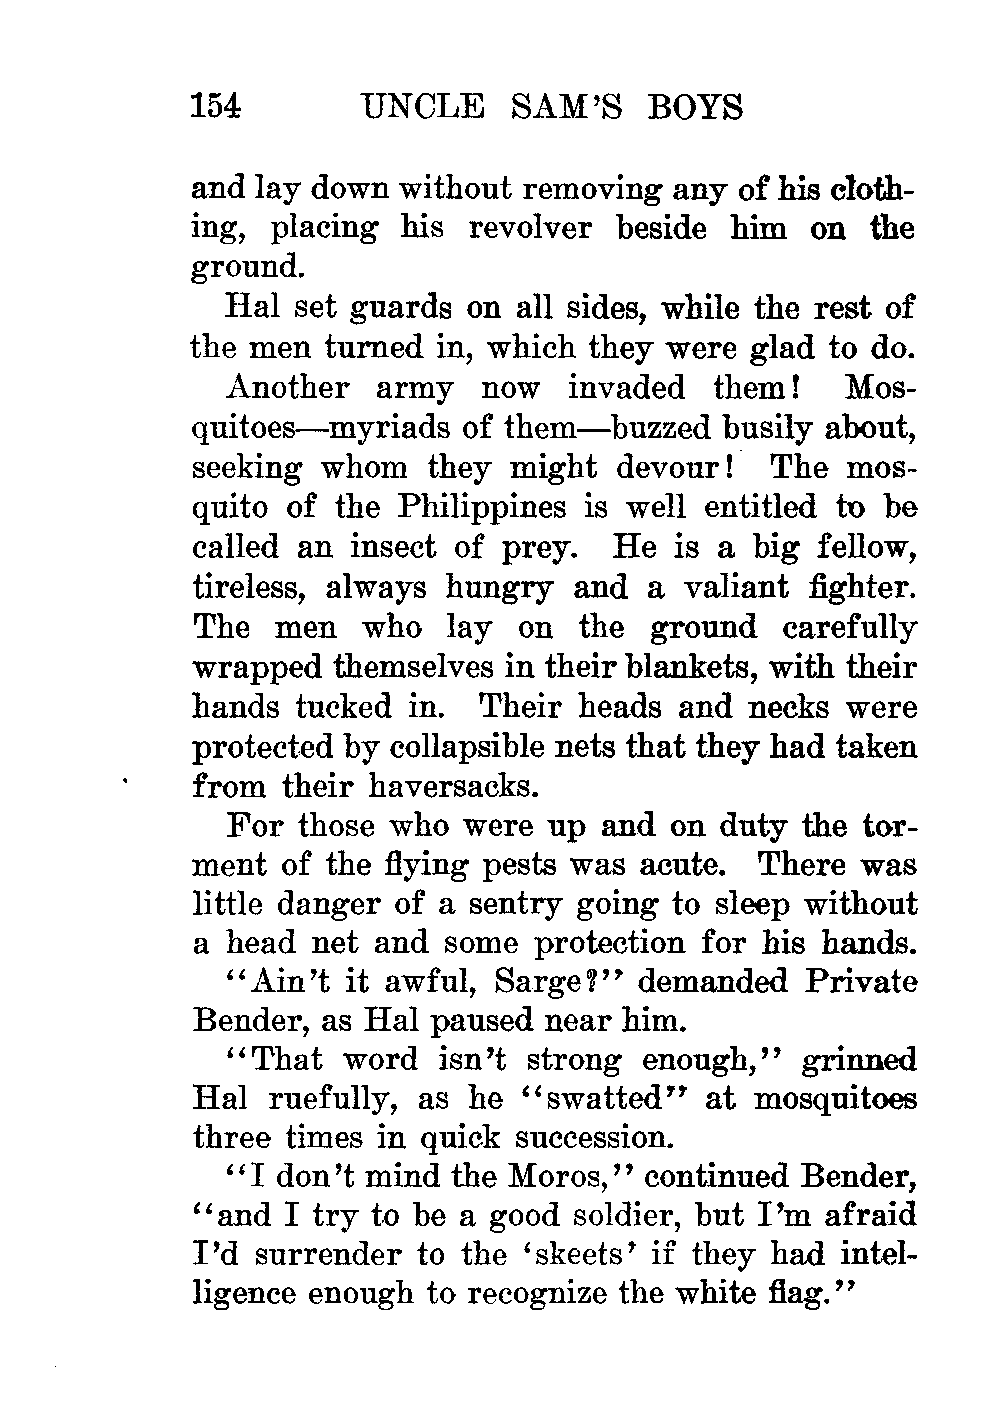 154 UNCLE SAM'S BOYS
and lay down without removing any of his cloth-
ing, placing his revolver beside him on the
ground.
Hal set guards on all sides, while the rest of
the men turned in, which they were glad to do.
Another army now invaded them! Mos-
quitoes—myriads of them—buzzed busily about,
seeking whom they might devour! The mos-
quito of the Philippines is well entitled to be
called an insect of prey. He is a big fellow,
tireless, always hungry and a valiant fighter.
The men who lay on the ground carefully
wrapped themselves in their blankets, with their
hands tucked in. Their heads and necks were
protected by collapsible nets that they had taken
from their haversacks.
For those who were up and on duty the tor-
ment of the flying pests was acute. There was
little danger of a sentry going to sleep without
a head net and some protection for his hands.
"Ain't it awful, Sarge?" demanded Private
Bender, as Hal paused near him.
"That word isn't strong enough," grinned
Hal ruefully, as he "swatted" at mosquitoes
three times in quick succession.
"I don't mind the Moros," continued Bender,
"and I try to be a good soldier, but I'm afraid
I'd surrender to the 'skeets' if they had intel-
ligence enough to recognize the white flag."